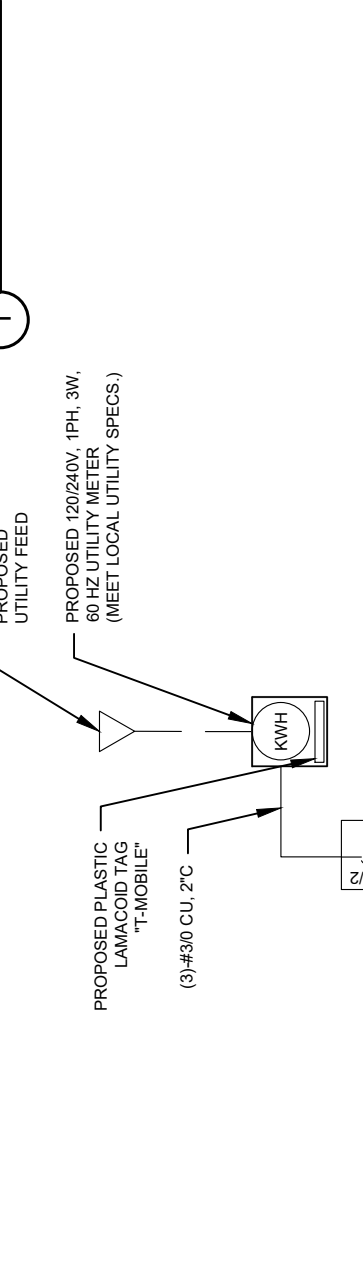 PROPOSED
UTILITY FEED
PROPOSED 120/240V, 1PH, 3W,
60 HZ UTILITY METER
(MEET LOCAL UTILITY SPECS.)
PROPOSED PLASTIC
LAMACOID TAG
"T-MOBILE"
(3)-#3/0 CU, 2"C
KWH